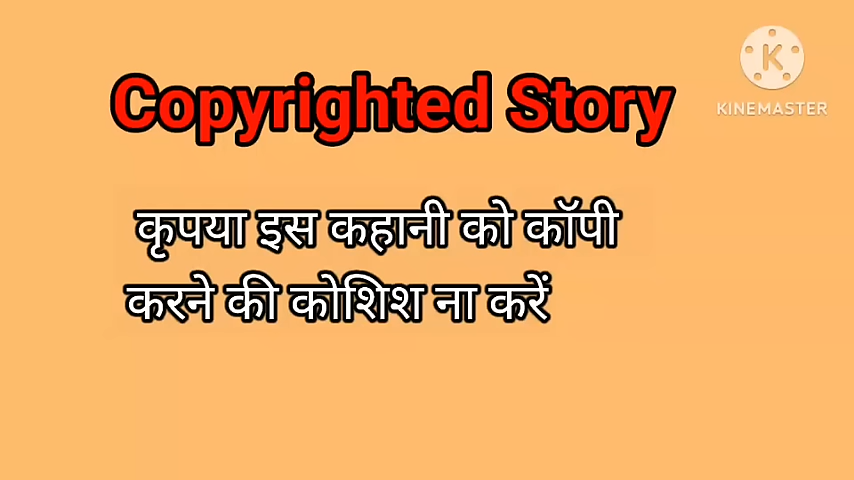 Copyrighted Story
KINEMASTER
कृपया इस कहानी को कॉपी
करने की कोशिश ना करें